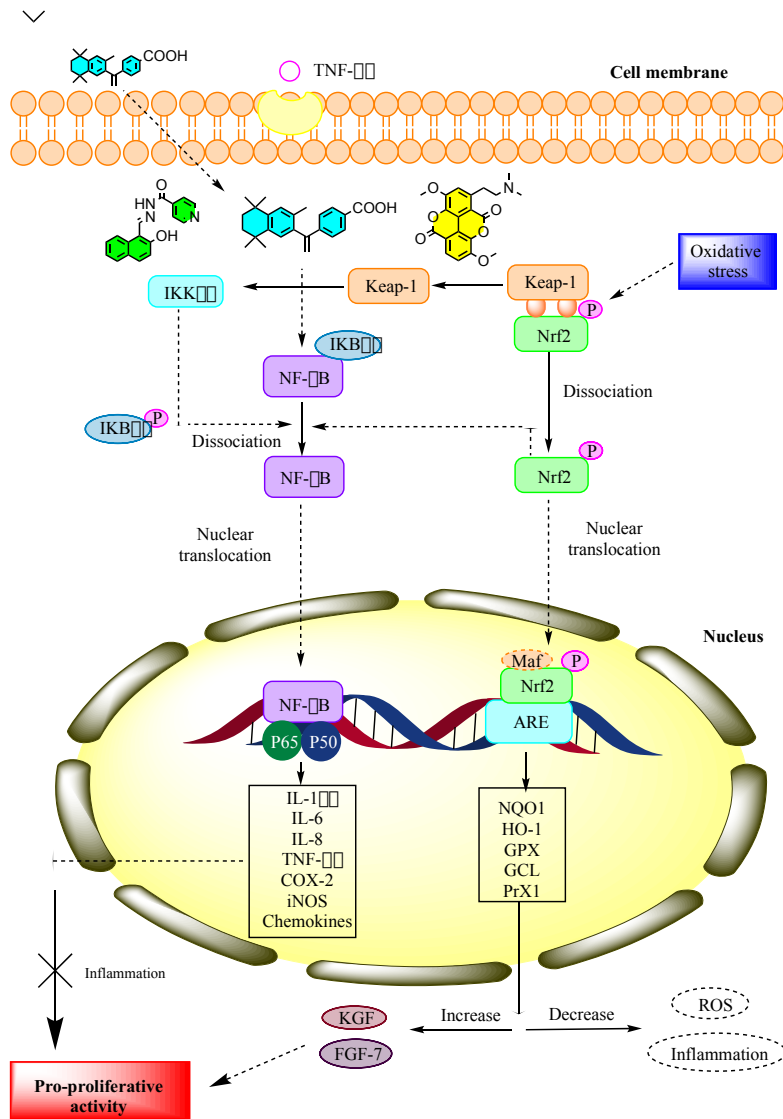 COOH
TNF-▯▯
Cell membrane
O
HN
N
N
OH
COOH
O
O
O
O
O
O
N
Oxidative
stress
IKK▯▯
Keap-1
Keap-1
P
Nrf2
IKB▯▯
NF-▯B
Dissociation
IKB▯▯
P
Dissociation
NF-▯B
P
Nrf2
Nuclear
translocation
Nuclear
translocation
Nucleus
Maf
P
Nrf2
NF-▯B
ARE
P65
P50
IL-1▯▯
IL-6
IL-8
TNF-▯▯
COX-2
iNOS
Chemokines
NQO1
HO-1
GPX
GCL
PrX1
Inflammation
KGF
FGF-7
Increase
Decrease
ROS
Inflammation
Pro-proliferative
activity